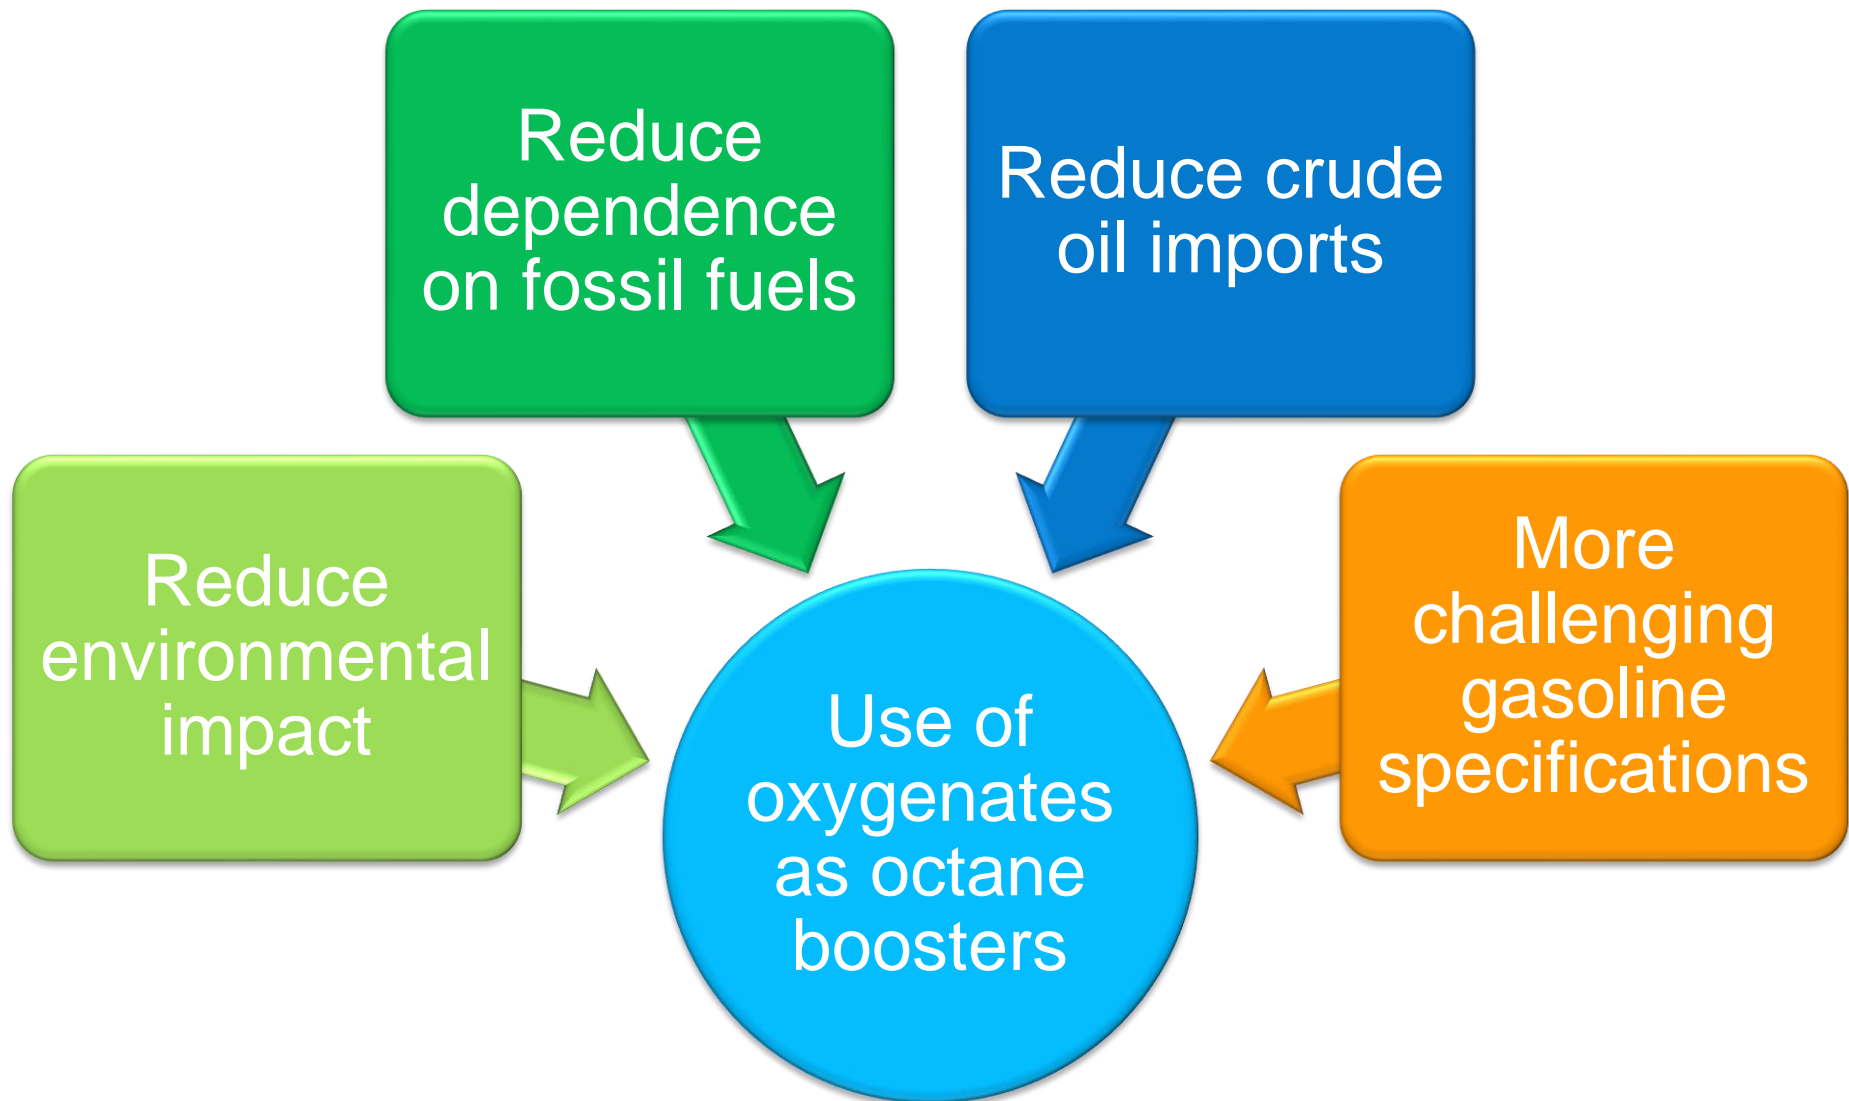 Reduce
dependence
on fossil fuels
Reduce crude
oil imports
Reduce
environmental
impact
More
challenging
gasoline
specifications
Use of
oxygenates
as octane
boosters